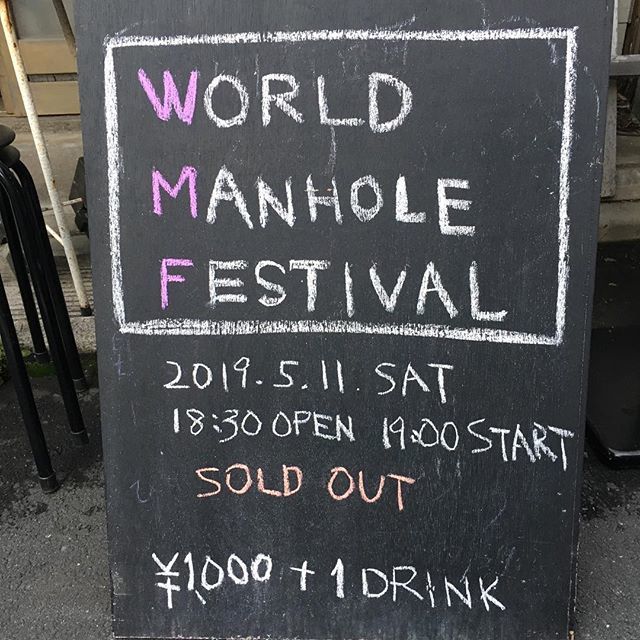 WORLD
MANHOLE
FESTIVAL
2019.5.11. SAT
18:30 OPEN 19:00 START
SOLD OUT
¥1,000 + 1 DRINK